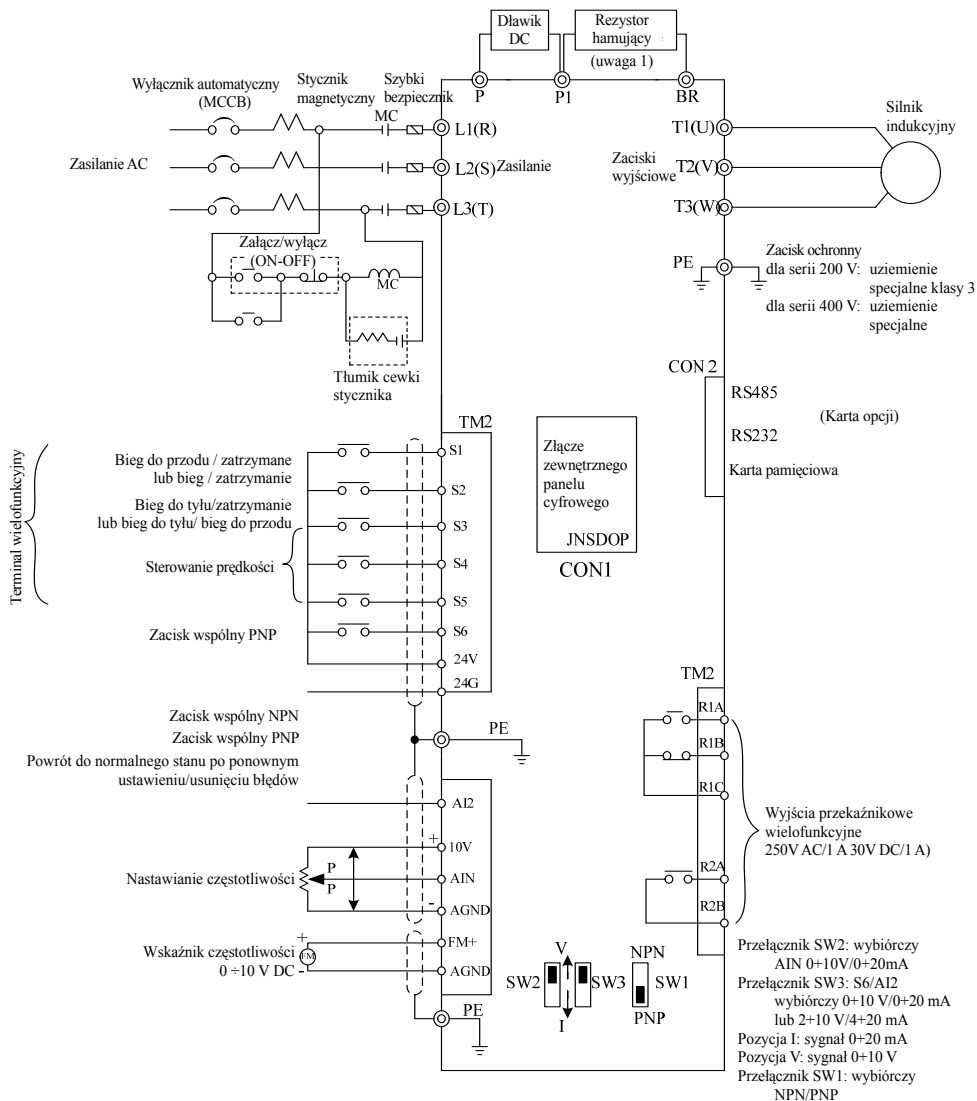 Dławik
DC
Rezystor
hamujący
(uwaga 1)
P
P1
BR
Wyłącznik automatyczny
(MCCB)
Stycznik
magnetyczny
Szybki
bezpiecznik
MC
L1(R)
Zasilanie AC
L2(S)
Zasilanie
L3(T)
T1(U)
Zaciski
wyjściowe
T2(V)
T3(W)
Silnik
indukcyjny
Załącz/wyłącz
(ON-OFF)
MC
Tłumik cewki
stycznika
PE
Zacisk ochronny
dla serii 200 V: uziemienie
specjalne klasy 3
dla serii 400 V: uziemienie
specjalne
CON 2
RS485
(Karta opcji)
RS232
Karta pamięciowa
Złącze
zewnętrznego
panelu
cyfrowego
JNSDOP
CON1
Terminal wielofunkcyjny
TM2
Bieg do przodu / zatrzymane
lub bieg / zatrzymanie
Bieg do tyłu/zatrzymanie
lub bieg do tyłu/ bieg do przodu
Sterowanie prędkości
Zacisk wspólny PNP
S1
S2
S3
S4
S5
S6
24V
24G
Zacisk wspólny NPN
Zacisk wspólny PNP
Powrót do normalnego stanu po ponownym
ustawieniu/usunięciu błędów
PE
AI2
+
10V
Nastawianie częstotliwości
P
P
AIN
-
AGND
Wskaźnik częstotliwości
0 ÷10 V DC
+
FM
-
FM+
AGND
PE
TM2
R1A
R1B
R1C
R2A
R2B
Wyjścia przekaźnikowe
wielofunkcyjne
250V AC/1 A 30V DC/1 A)
V
SW2
SW3
I
NPN
SW1
PNP
Przełącznik SW2: wybiórczy
AIN 0+10V/0+20mA
Przełącznik SW3: S6/AI2
wybiórczy 0+10 V/0+20 mA
lub 2+10 V/4+20 mA
Pozycja I: sygnał 0+20 mA
Pozycja V: sygnał 0+10 V
Przełącznik SW1: wybiórczy
NPN/PNP